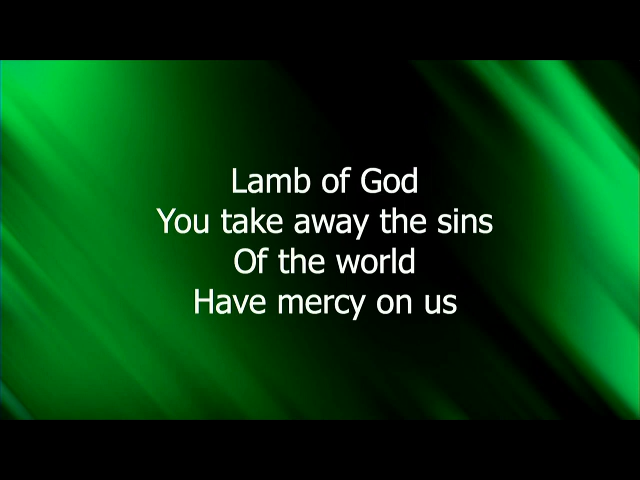 Lamb of God
You take away the sins
Of the world
Have mercy on us